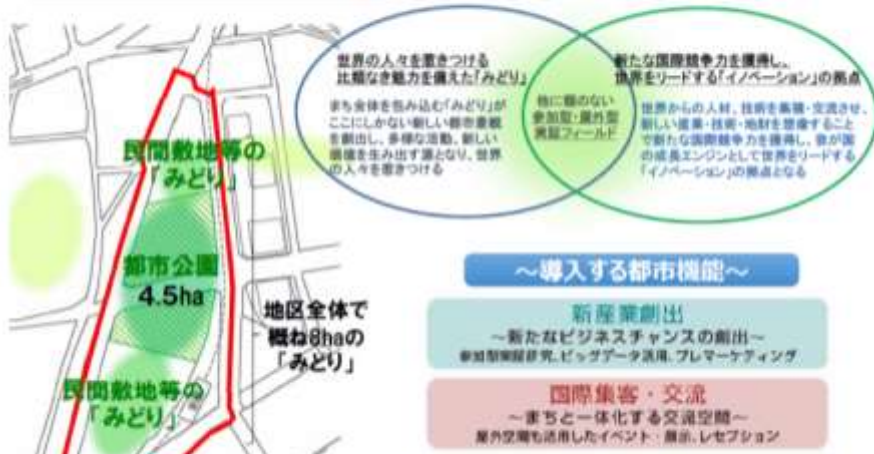 世界の人々を惹きつける
比類なき魅力を備えた「みどり」
まち全体を包み込む「みどり」が
ここにしかない新しい都市景観
を創出し、多様な活動、新しい
価値を生み出す源となり、世界
の人々を惹きつける
他に類のない
参加型・屋外型
実証フィールド
新たな国際競争力を獲得し、
世界をリードする「イノベーション」の拠点
世界からの人材、技術を集積・交流させ、
新しい産業・技術・知財を
することで
新たな国際競争力を獲得し、我が国
の成長エンジンとして世界をリードする
「イノベーション」の拠点となる
民間敷地等の
「みどり」
都市公園
4.5ha
地区全体で
概ね8haの
「みどり」
民間敷地等の
「みどり」
～導入する都市機能～
新産業創出
～新たなビジネスチャンスの創出～
参加型実証研究、ビッグデータ活用、プレマーケティング
国際集客・交流
～まちと一体化する交流空間～
屋外空間も活用したイベント・展示、レセプション